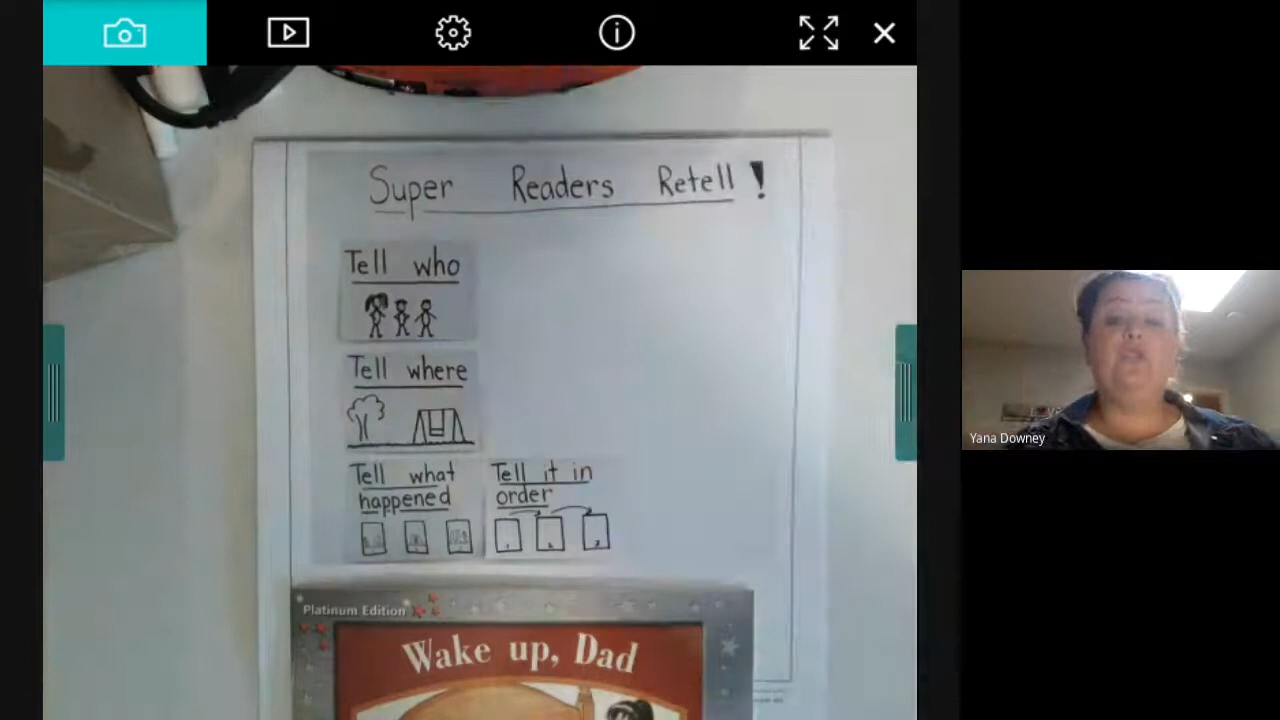 Super Readers Retell!
Tell who
Tell where
Tell what
happened
Tell it in
order
Platinum Edition
Wake up, Dad
Yana Downey